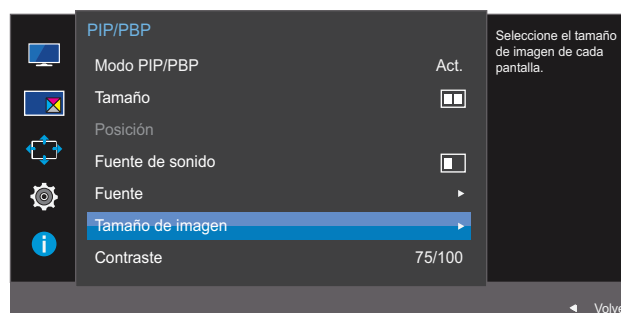 PIP/PBP
Modo PIP/PBP Act.
Tamaño
Posición
Fuente de sonido
Fuente
Tamaño de imagen
Contraste 75/100
Seleccione el tamaño
de imagen de cada
pantalla.